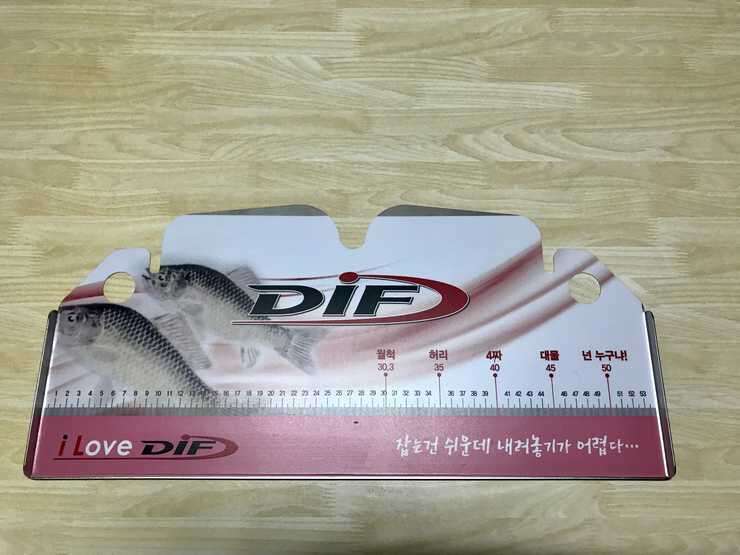 DiF
월척 허리 4짜 대물 넌 누구냐!
30.3 35 40 45 50
1 2 3 4 5 6 7 8 9 10 11 12 13 14 15 16 17 18 19 20 21 22 23 24 25 26 27 28 29 30 31 32 33 34 36 37 38 39 41 42 43 44 46 47 48 49 51 52 53
i Love DiF
잡는건 쉬운데 내려놓기가 어렵다...